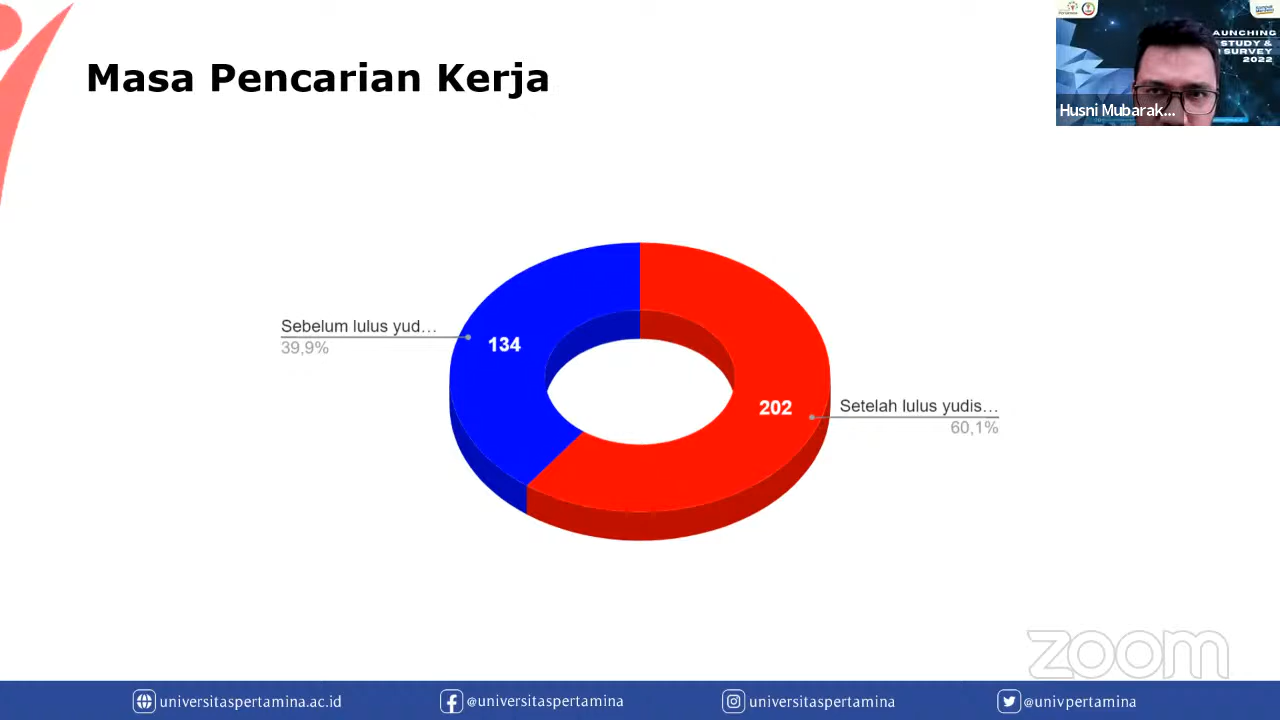 Masa Pencarian Kerja
AUNCHING
STUDY &
SURVEY
2022
Husni Mubarak...
Sebelum lulus yud...
39,9%
134
202
Setelah lulus yudis...
60,1%
zoom
universitaspertamina.ac.id
@universitaspertamina
universitaspertamina
@univpertamina